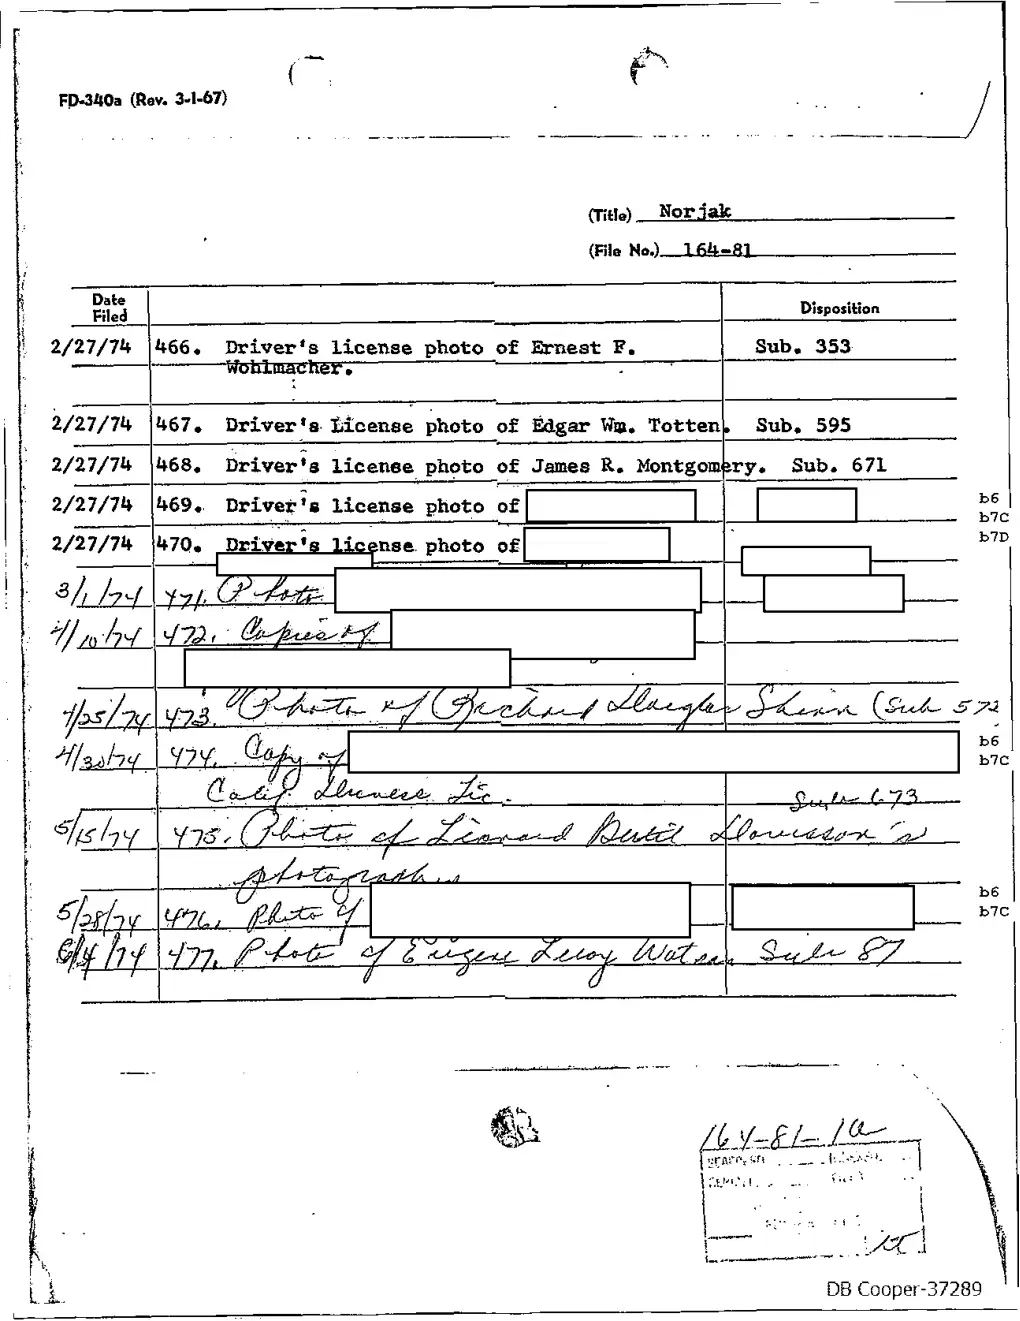 FD-340a (Rev. 3-1-67)
(Title) Norjak
(File No.) 164-81
Date Filed Disposition
2/27/74 466. Driver's license photo of Ernest F. Sub. 353
Wohlmacher.
2/27/74 467. Driver's License photo of Edgar Wm. Totten. Sub. 595
2/27/74 468. Driver's license photo of James R. Montgomery. Sub. 671
2/27/74 469. Driver's license photo of b6
b7C
2/27/74 470. Driver's license photo of b7D
3/1/74 471. Photo
4/10/74 472. Copies of
4/25/74 473. Photo of Richard Douglas Shinn (Sub 572
4/30/74 474. Copy of b6
b7C
Calif. Drivers Lic. Sub 673
5/15/74 475. Photo of Leonard Bertil
photograph
5/28/74 476. Photo of b6
b7C
6/4/74 477. Photo of Eugene Leroy Watson Sub 87
164-81-1a
DB Cooper-37289